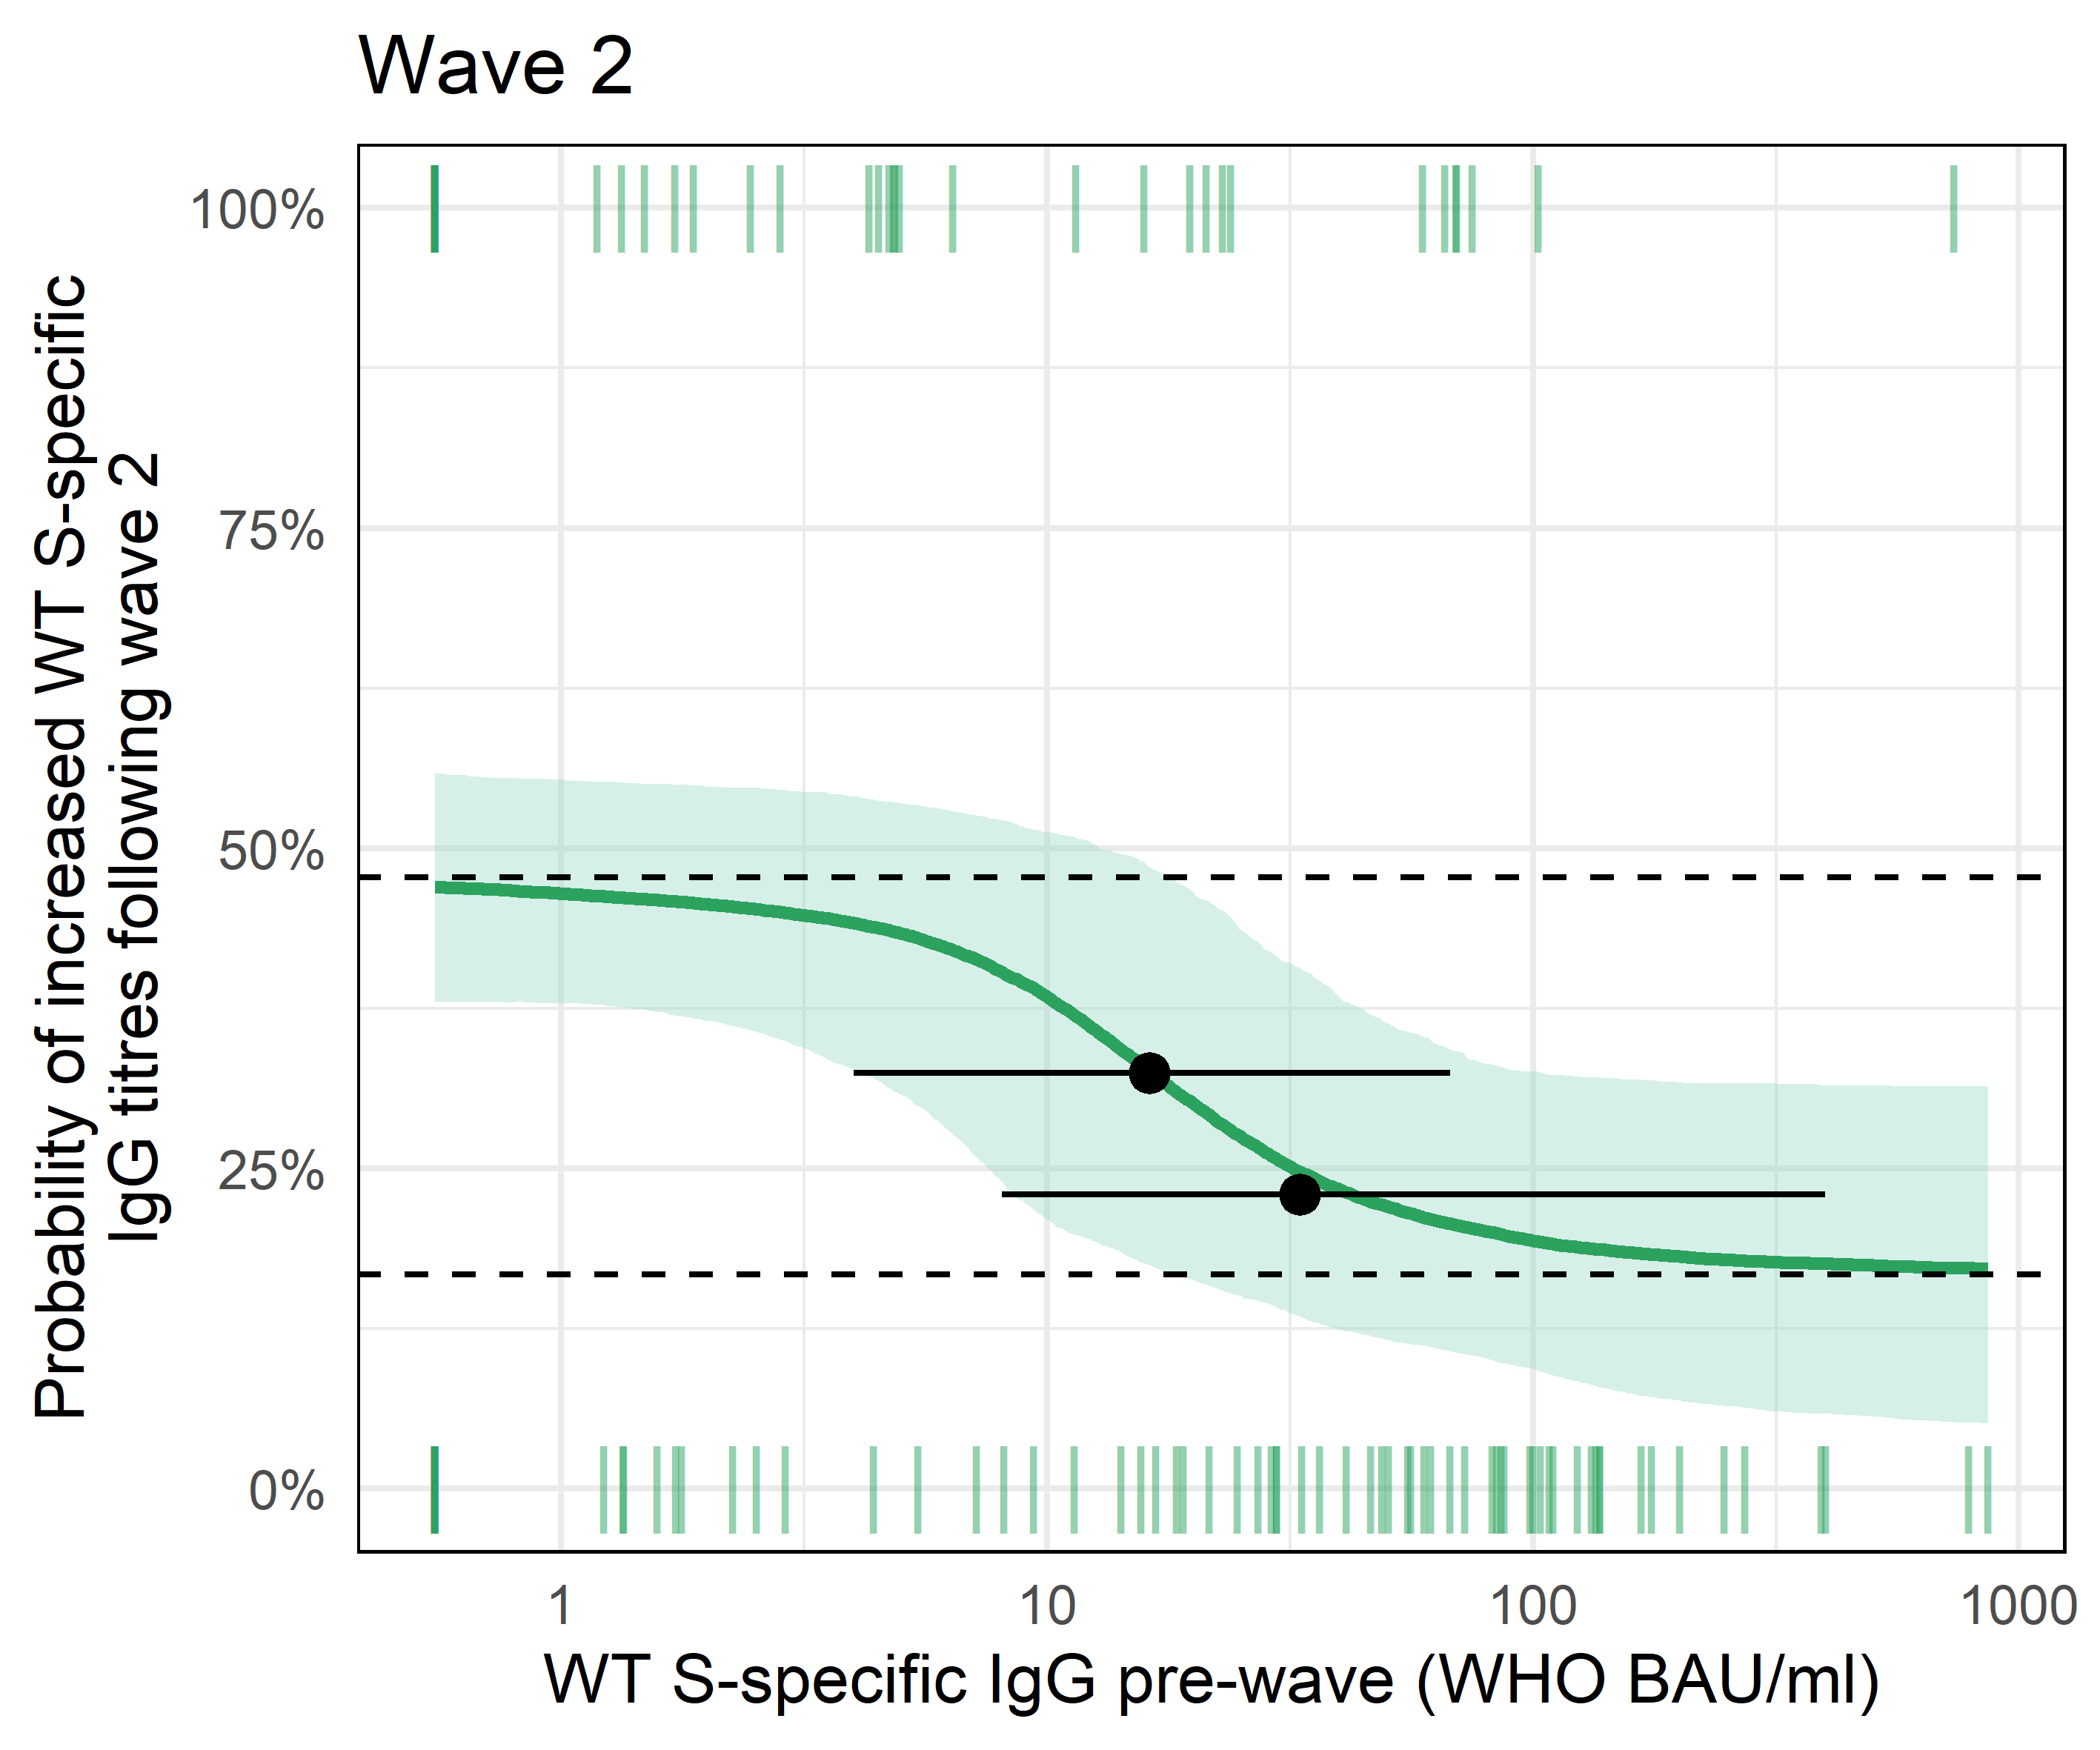 Wave 2
Probability of increased WT S-specific
IgG titres following wave 2
100%
75%
50%
25%
0%
1
10
100
1000
WT S-specific IgG pre-wave (WHO BAU/ml)